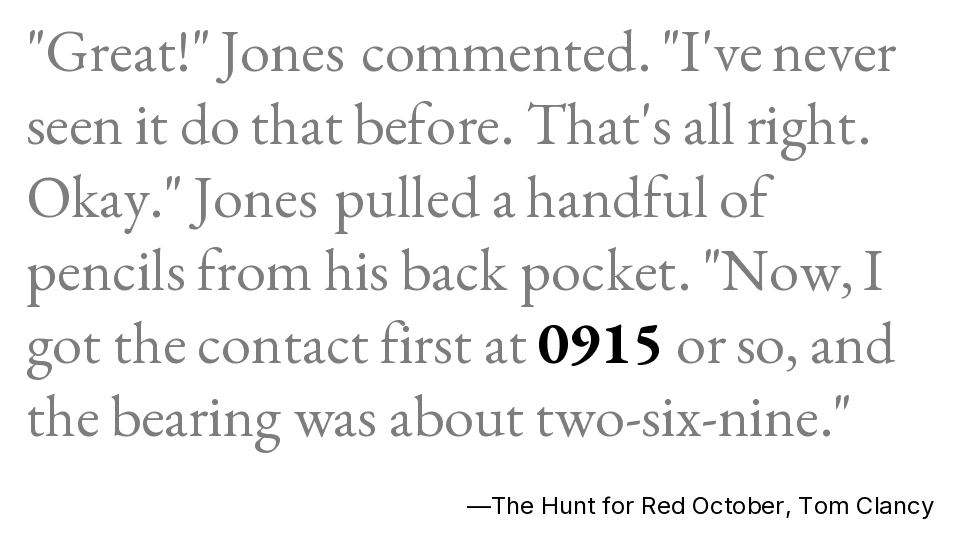 "Great!" Jones commented. "I've never
seen it do that before. That's all right.
Okay." Jones pulled a handful of
pencils from his back pocket. "Now, I
got the contact first at 0915 or so, and
the bearing was about two-six-nine."
—The Hunt for Red October, Tom Clancy